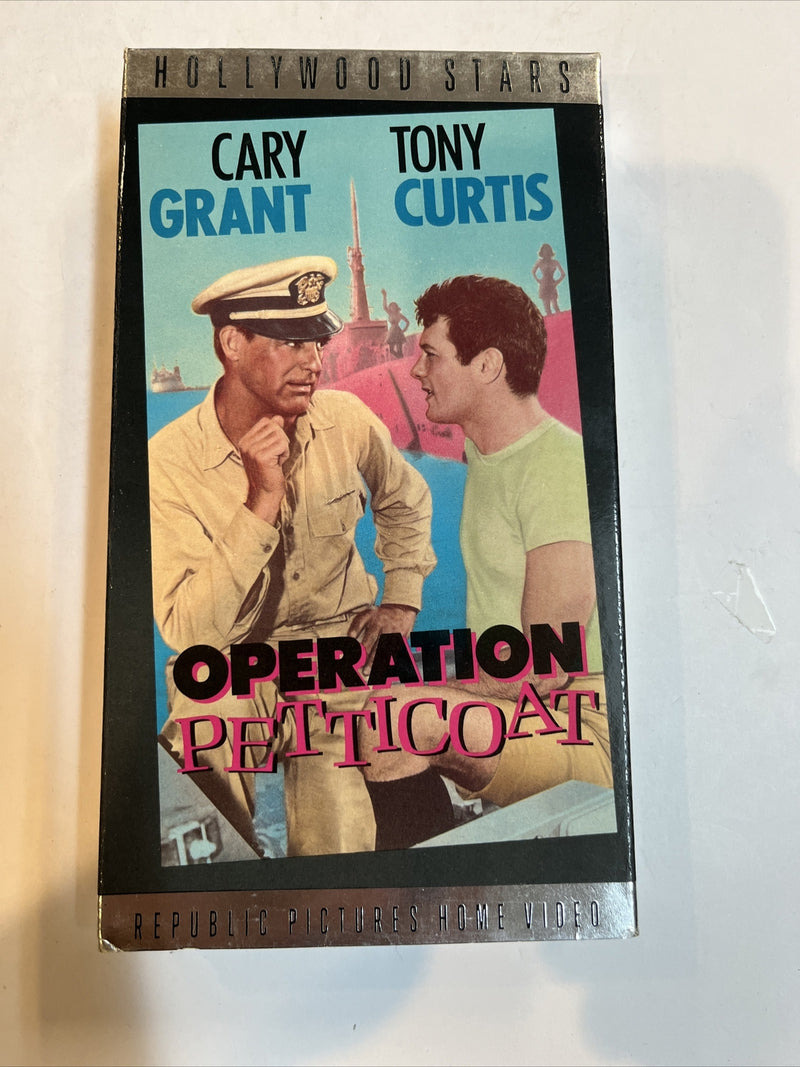 HOLLYWOOD STARS
CARY TONY
GRANT CURTIS
OPERATION
PETTICOAT
REPUBLIC PICTURES HOME VIDEO